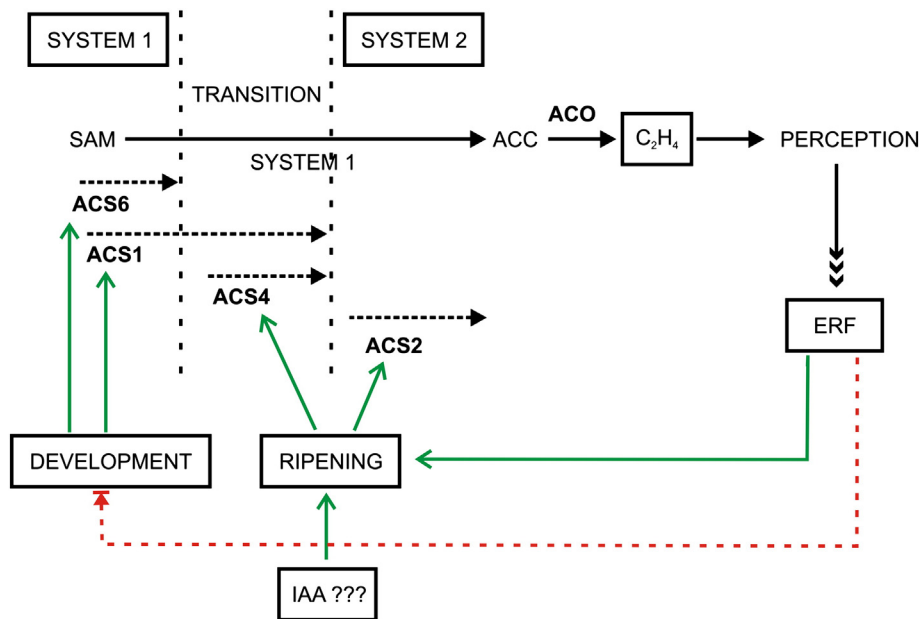 SYSTEM 1
SYSTEM 2
TRANSITION
SAM
ACC
ACO
C₂H₄
PERCEPTION
SYSTEM 1
ACS6
ACS1
ACS4
ACS2
ERF
DEVELOPMENT
RIPENING
IAA ???